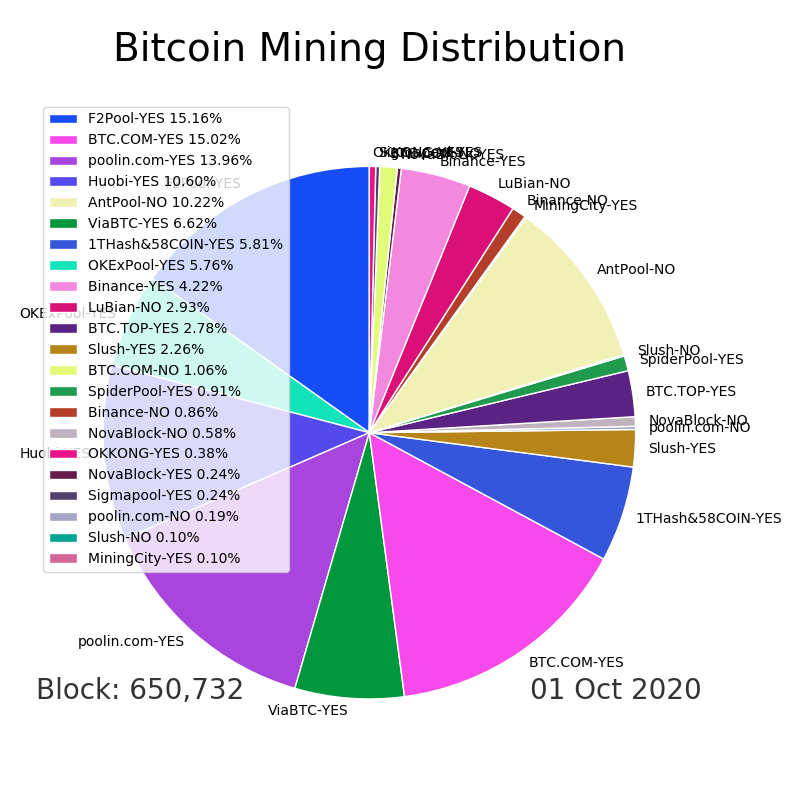 Bitcoin Mining Distribution
F2Pool-YES 15.16%
BTC.COM-YES 15.02%
poolin.com-YES 13.96%
Huobi-YES 10.60%
AntPool-NO 10.22%
ViaBTC-YES 6.62%
1THash&58COIN-YES 5.81%
OKExPool-YES 5.76%
Binance-YES 4.22%
LuBian-NO 2.93%
BTC.TOP-YES 2.78%
Slush-YES 2.26%
BTC.COM-NO 1.06%
SpiderPool-YES 0.91%
Binance-NO 0.86%
NovaBlock-NO 0.58%
OKKONG-YES 0.38%
NovaBlock-YES 0.24%
Sigmapool-YES 0.24%
poolin.com-NO 0.19%
Slush-NO 0.10%
MiningCity-YES 0.10%
Binance-YES
LuBian-NO
Binance-NO
MiningCity-YES
AntPool-NO
Slush-NO
SpiderPool-YES
BTC.TOP-YES
NovaBlock-NO
poolin.com-NO
Slush-YES
1THash&58COIN-YES
BTC.COM-YES
ViaBTC-YES
poolin.com-YES
Huobi-YES
OKExPool-YES
F2Pool-YES
Block: 650,732
01 Oct 2020